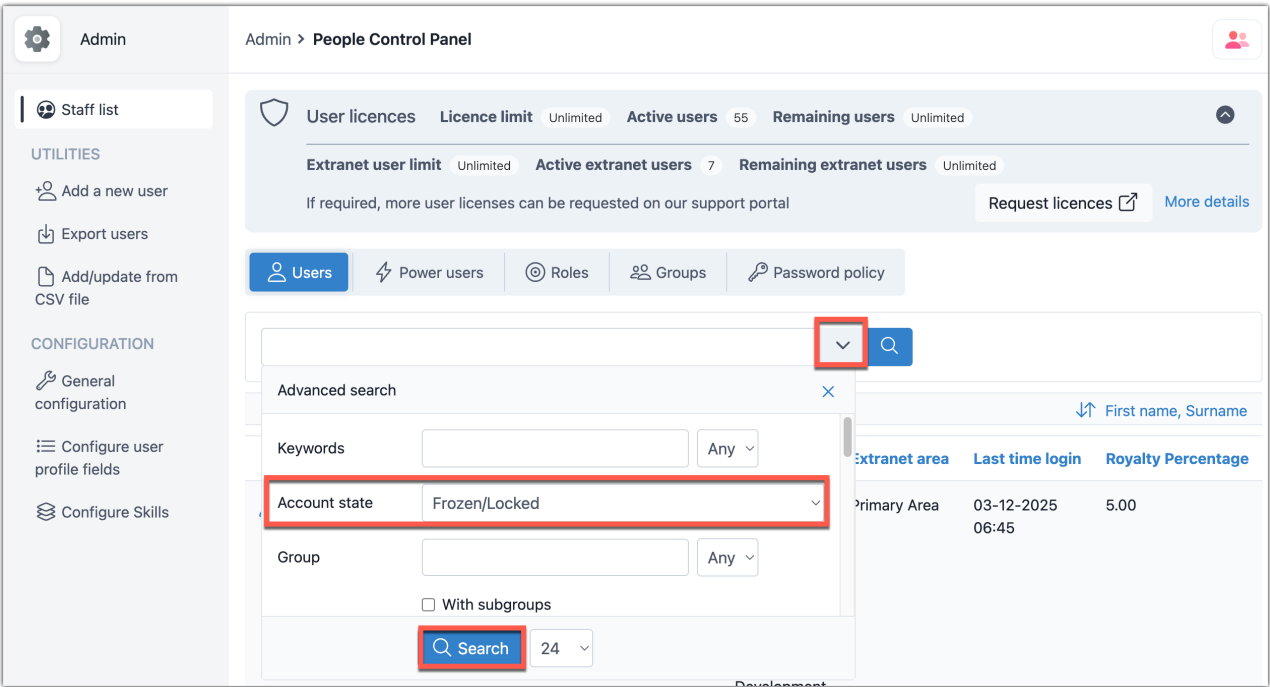 Admin
Admin > People Control Panel
Staff list
UTILITIES
Add a new user
Export users
Add/update from
CSV file
CONFIGURATION
General
configuration
Configure user
profile fields
Configure Skills
User licences Licence limit Unlimited Active users 55 Remaining users Unlimited
Extranet user limit Unlimited Active extranet users 7 Remaining extranet users Unlimited
If required, more user licenses can be requested on our support portal
Request licences More details
Users Power users Roles Groups Password policy
Advanced search
First name, Surname
Keywords Any
Extranet area Last time login Royalty Percentage
Account state Frozen/Locked
Primary Area 03-12-2025 5.00
06:45
Group Any
With subgroups
Search 24
Development